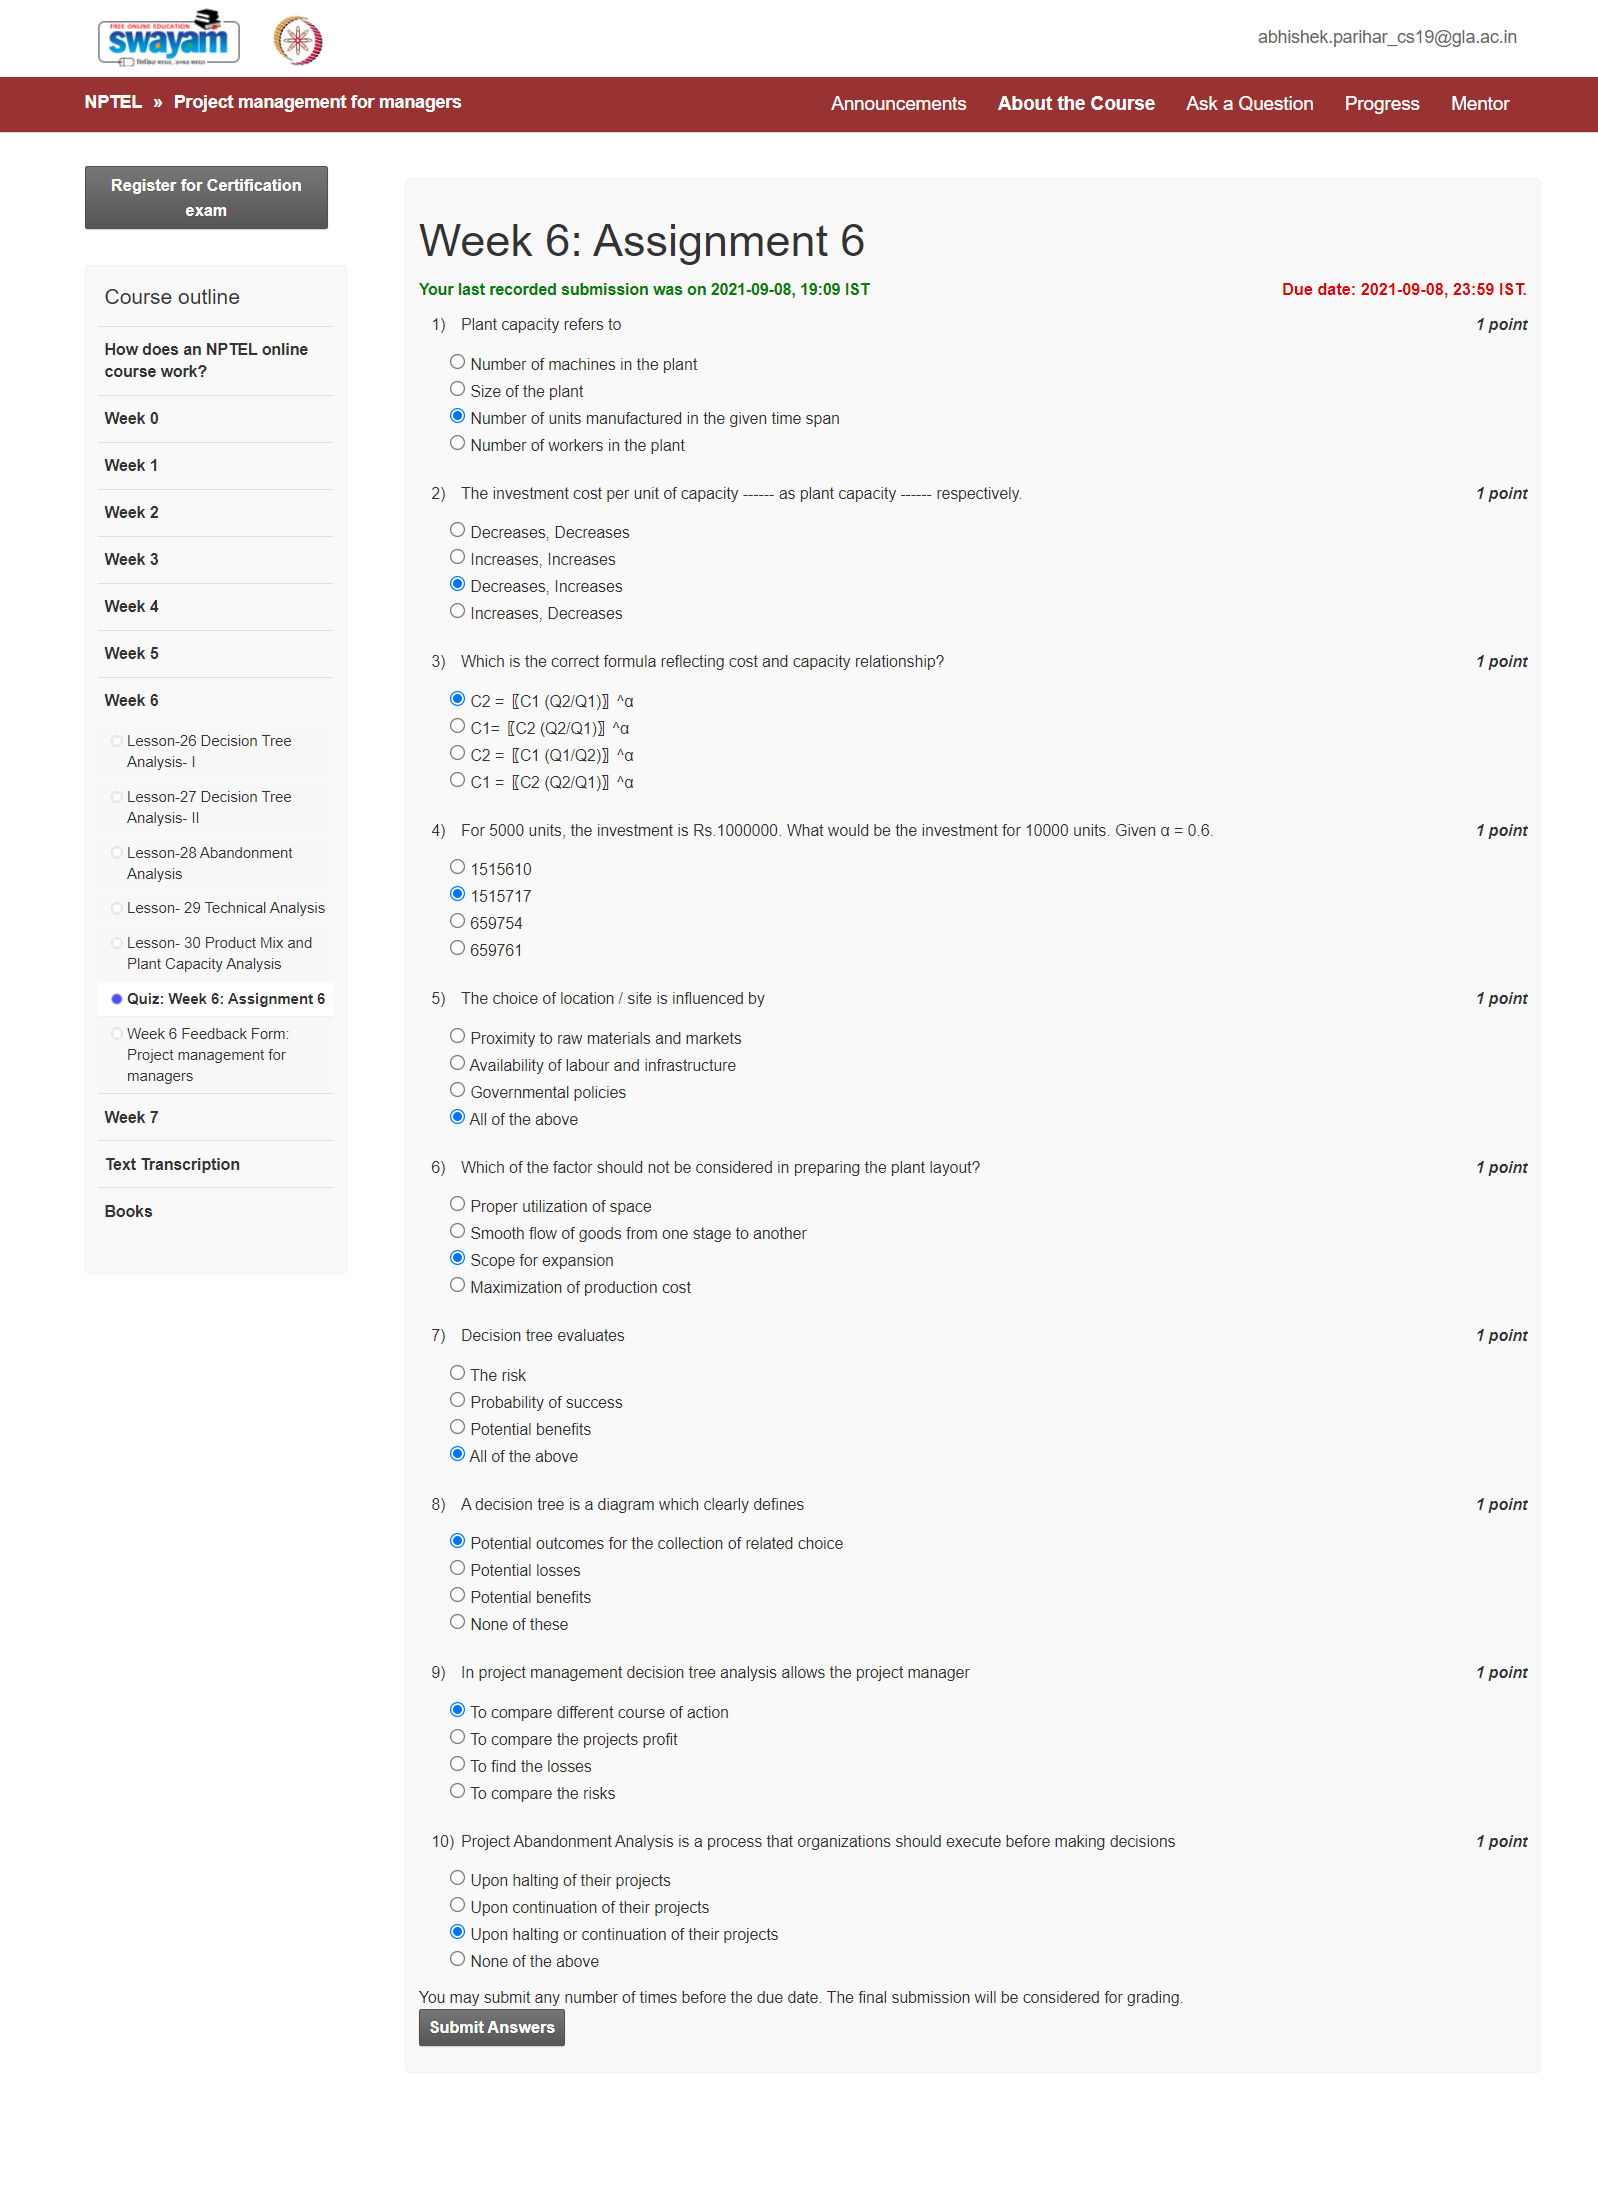 FREE ONLINE EDUCATION
swayam
abhishek.parihar_cs19@gla.ac.in
NPTEL » Project management for managers
Announcements About the Course Ask a Question Progress Mentor
Register for Certification
exam
Course outline
How does an NPTEL online
course work?
Week 0
Week 1
Week 2
Week 3
Week 4
Week 5
Week 6
Lesson-26 Decision Tree
Analysis- I
Lesson-27 Decision Tree
Analysis- II
Lesson-28 Abandonment
Analysis
Lesson- 29 Technical Analysis
Lesson- 30 Product Mix and
Plant Capacity Analysis
Quiz: Week 6: Assignment 6
Week 6 Feedback Form:
Project management for
managers
Week 7
Text Transcription
Books
Week 6: Assignment 6
Your last recorded submission was on 2021-09-08, 19:09 IST Due date: 2021-09-08, 23:59 IST.
1) Plant capacity refers to 1 point
Number of machines in the plant
Size of the plant
Number of units manufactured in the given time span
Number of workers in the plant
2) The investment cost per unit of capacity ------ as plant capacity ------ respectively. 1 point
Decreases, Decreases
Increases, Increases
Decreases, Increases
Increases, Decreases
3) Which is the correct formula reflecting cost and capacity relationship? 1 point
C2 = 〖C1 (Q2/Q1)〗 ^α
C1= 〖C2 (Q2/Q1)〗 ^α
C2 = 〖C1 (Q1/Q2)〗 ^α
C1 = 〖C2 (Q2/Q1)〗 ^α
4) For 5000 units, the investment is Rs.1000000. What would be the investment for 10000 units. Given α = 0.6. 1 point
1515610
1515717
659754
659761
5) The choice of location / site is influenced by 1 point
Proximity to raw materials and markets
Availability of labour and infrastructure
Governmental policies
All of the above
6) Which of the factor should not be considered in preparing the plant layout? 1 point
Proper utilization of space
Smooth flow of goods from one stage to another
Scope for expansion
Maximization of production cost
7) Decision tree evaluates 1 point
The risk
Probability of success
Potential benefits
All of the above
8) A decision tree is a diagram which clearly defines 1 point
Potential outcomes for the collection of related choice
Potential losses
Potential benefits
None of these
9) In project management decision tree analysis allows the project manager 1 point
To compare different course of action
To compare the projects profit
To find the losses
To compare the risks
10) Project Abandonment Analysis is a process that organizations should execute before making decisions 1 point
Upon halting of their projects
Upon continuation of their projects
Upon halting or continuation of their projects
None of the above
You may submit any number of times before the due date. The final submission will be considered for grading.
Submit Answers